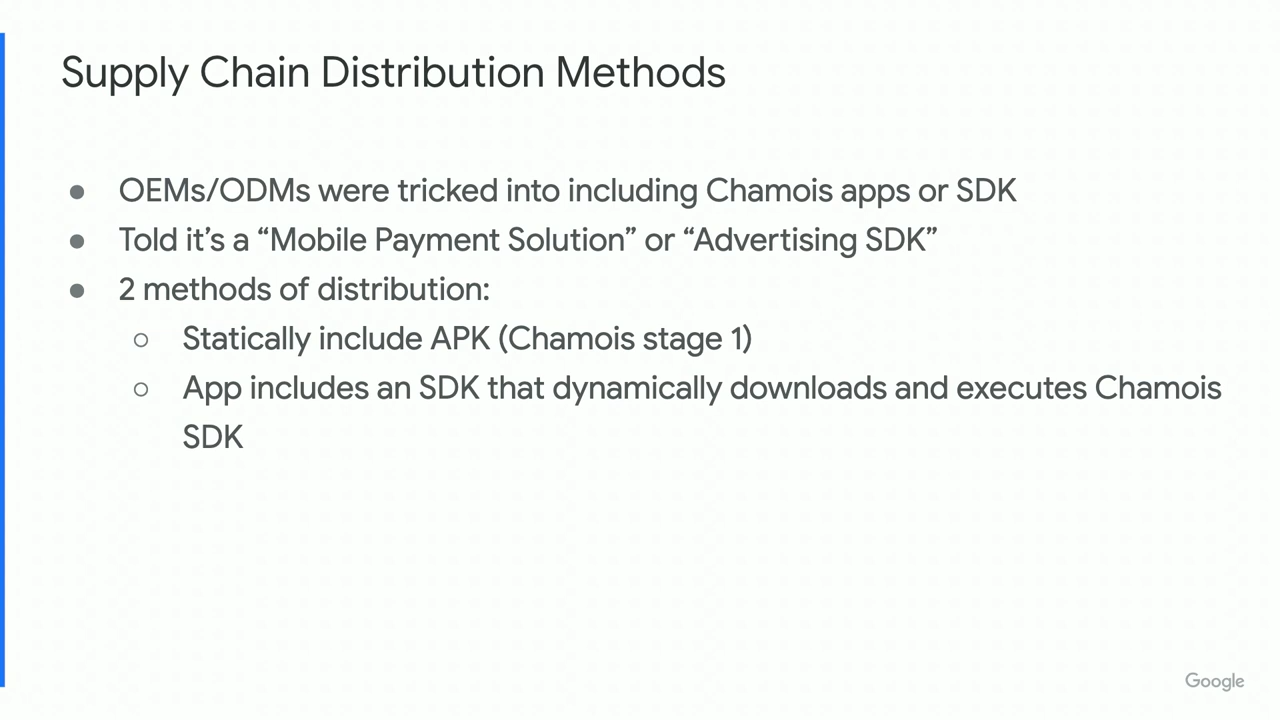 Supply Chain Distribution Methods
● OEMs/ODMs were tricked into including Chamois apps or SDK
● Told it’s a “Mobile Payment Solution” or “Advertising SDK”
● 2 methods of distribution:
○ Statically include APK (Chamois stage 1)
○ App includes an SDK that dynamically downloads and executes Chamois
SDK
Google